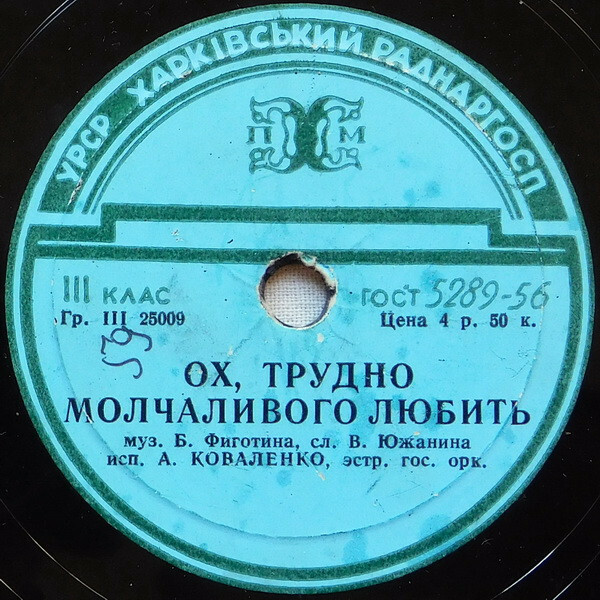 УРСР ХАРКІВСЬКИЙ РАДНАРГОСП
П М
III КЛАС ГОСТ 5289-56
Гр. III 25009 Цена 4 р. 50 к.
59
ОХ, ТРУДНО
МОЛЧАЛИВОГО ЛЮБИТЬ
муз. Б. Фиготина, сл. В. Южанина
исп. А. КОВАЛЕНКО, эстр. гос. орк.